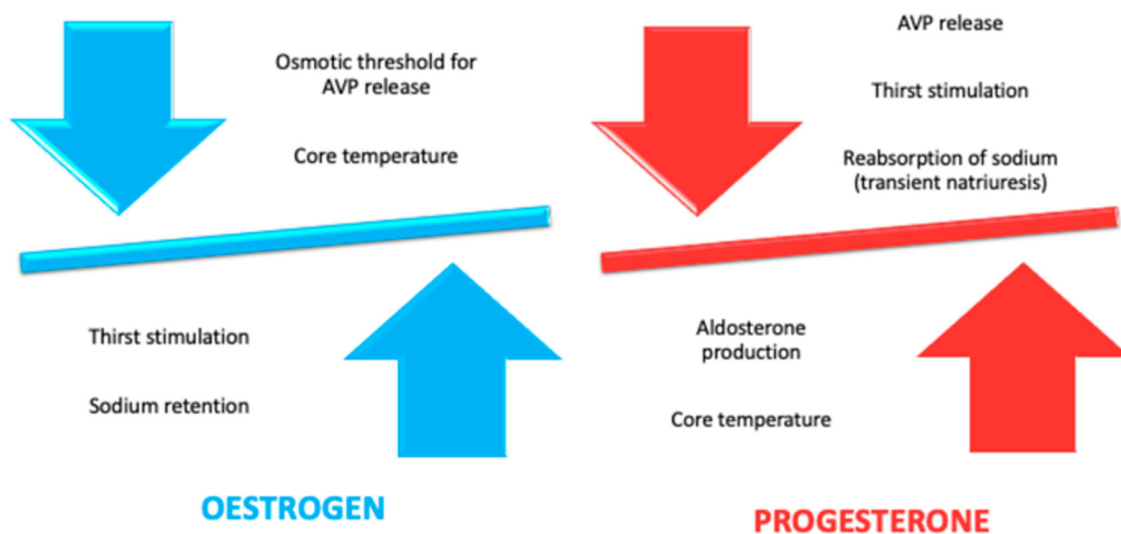 Osmotic threshold for
AVP release
Core temperature
Thirst stimulation
Sodium retention
OESTROGEN
AVP release
Thirst stimulation
Reabsorption of sodium
(transient natriuresis)
Aldosterone
production
Core temperature
PROGESTERONE